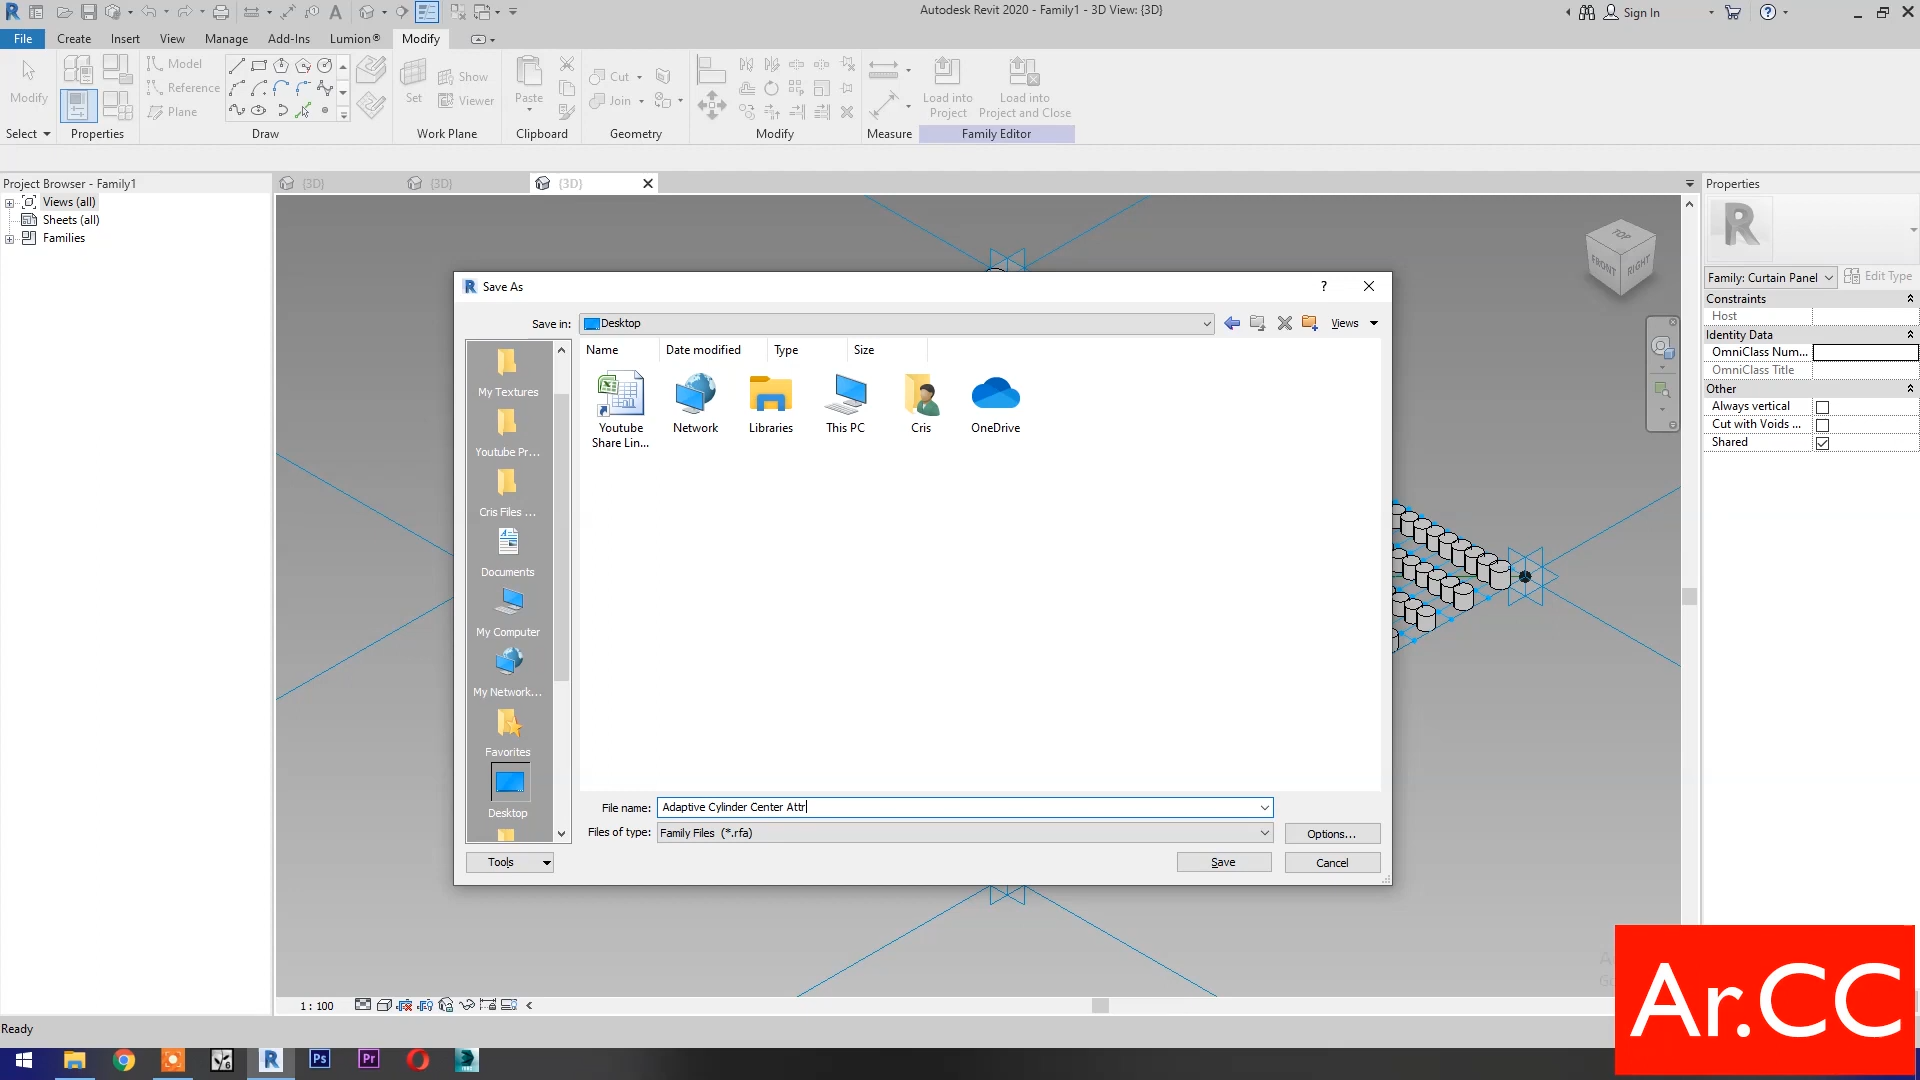 Autodesk Revit 2020 - Family1 - 3D View: {3D}
Sign In
File Create Insert View Manage Add-Ins Lumion® Modify
Modify
Model
Reference
Plane
Set
Show
Viewer
Paste
Cut
Join
Load into
Project
Load into
Project and Close
Select Properties Draw Work Plane Clipboard Geometry Modify Measure Family Editor
Project Browser - Family1
Views (all)
Sheets (all)
Families
{3D} {3D} {3D}
TOP
FRONT RIGHT
Properties
Family: Curtain Panel Edit Type
Constraints
Host
Identity Data
OmniClass Num...
OmniClass Title
Other
Always vertical
Cut with Voids ...
Shared
Save As
Save in: Desktop
Views
Name Date modified Type Size
My Textures
Youtube Pr...
Cris Files ...
Documents
My Computer
My Network...
Favorites
Desktop
Youtube
Share Lin...
Network
Libraries
This PC
Cris
OneDrive
File name: Adaptive Cylinder Center Attr
Files of type: Family Files (*.rfa)
Options...
Tools
Save
Cancel
1 : 100
Ready
Ar.CC
Ps
Pr